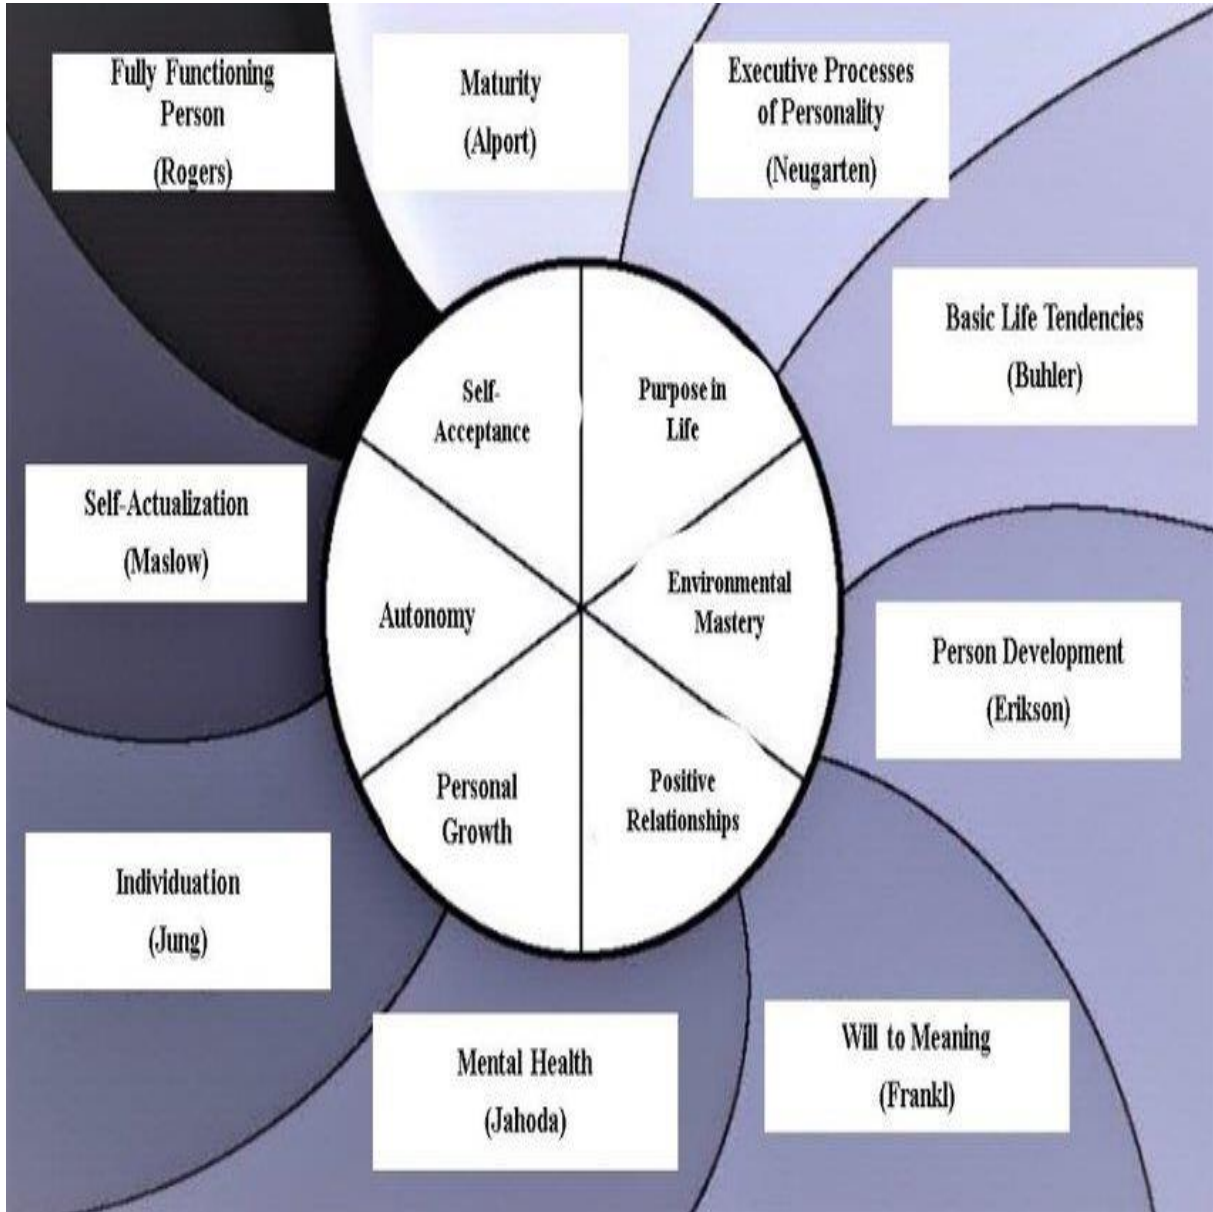 Fully Functioning
Person
(Rogers)
Maturity
(Alport)
Executive Processes
of Personality
(Neugarten)
Basic Life Tendencies
(Buhler)
Self-
Acceptance
Purpose in
Life
Self-Actualization
(Maslow)
Autonomy
Environmental
Mastery
Person Development
(Erikson)
Personal
Growth
Positive
Relationships
Individuation
(Jung)
Mental Health
(Jahoda)
Will to Meaning
(Frankl)